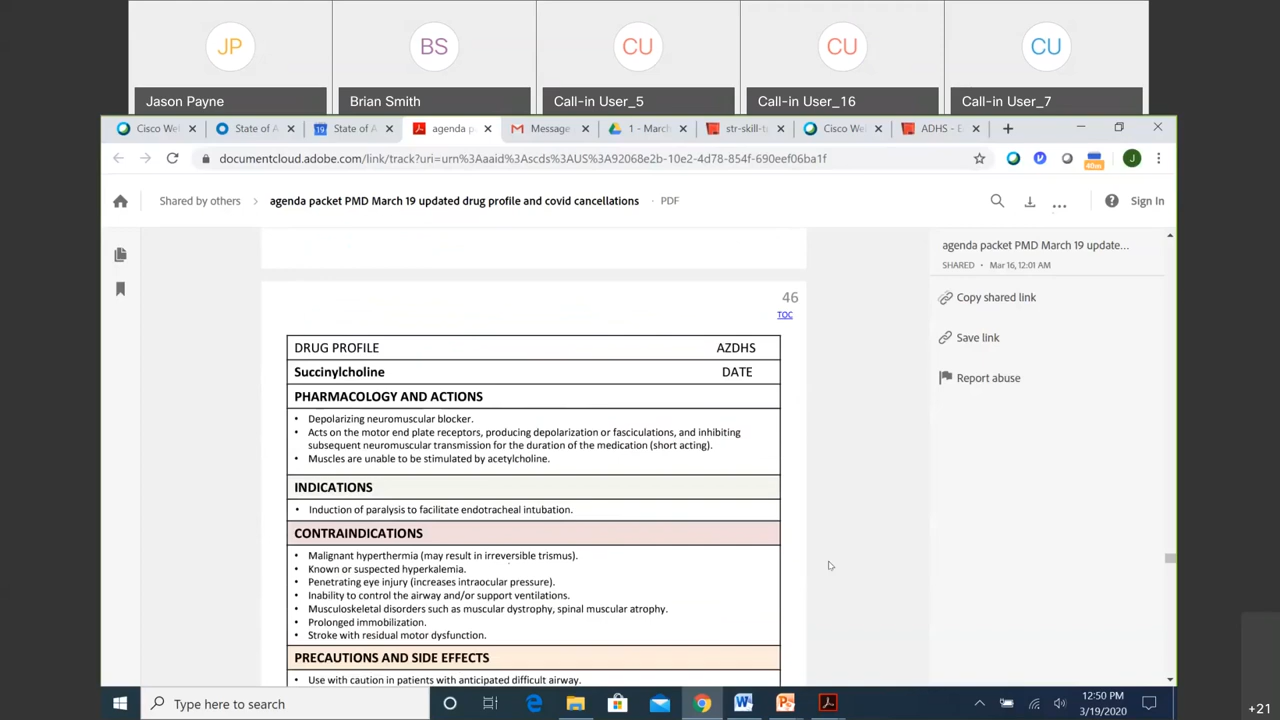 JP
BS
CU
CU
CU
Jason Payne
Brian Smith
Call-in User_5
Call-in User_16
Call-in User_7
Cisco We
State of A
19 State of A
agenda p
Message
1 - March
str-skill-ta
Cisco We
ADHS - E
documentcloud.adobe.com/link/track?uri=urn%3Aaaid%3Ascds%3AUS%3A92068e2b-10e2-4d78-854f-690eef06ba1f
40m
J
Shared by others > agenda packet PMD March 19 updated drug profile and covid cancellations · PDF
Sign In
agenda packet PMD March 19 update...
SHARED • Mar 16, 12:01 AM
Copy shared link
Save link
Report abuse
46
TOC
DRUG PROFILE AZDHS
Succinylcholine DATE
PHARMACOLOGY AND ACTIONS
• Depolarizing neuromuscular blocker.
• Acts on the motor end plate receptors, producing depolarization or fasciculations, and inhibiting
subsequent neuromuscular transmission for the duration of the medication (short acting).
• Muscles are unable to be stimulated by acetylcholine.
INDICATIONS
• Induction of paralysis to facilitate endotracheal intubation.
CONTRAINDICATIONS
• Malignant hyperthermia (may result in irreversible trismus).
• Known or suspected hyperkalemia.
• Penetrating eye injury (increases intraocular pressure).
• Inability to control the airway and/or support ventilations.
• Musculoskeletal disorders such as muscular dystrophy, spinal muscular atrophy.
• Prolonged immobilization.
• Stroke with residual motor dysfunction.
PRECAUTIONS AND SIDE EFFECTS
• Use with caution in patients with anticipated difficult airway.
Type here to search
12:50 PM
3/19/2020
+21